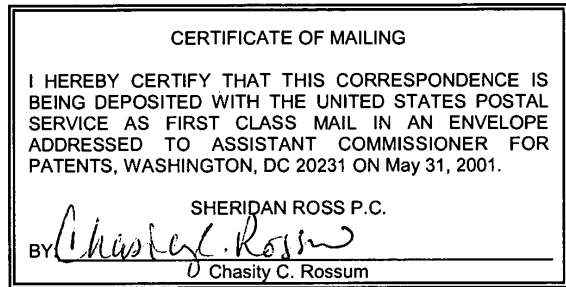 CERTIFICATE OF MAILING
I HEREBY CERTIFY THAT THIS CORRESPONDENCE IS
BEING DEPOSITED WITH THE UNITED STATES POSTAL
SERVICE AS FIRST CLASS MAIL IN AN ENVELOPE
ADDRESSED TO ASSISTANT COMMISSIONER FOR
PATENTS, WASHINGTON, DC 20231 ON May 31, 2001.
SHERIDAN ROSS P.C.
BY: Chasity C. Rossum
Chasity C. Rossum